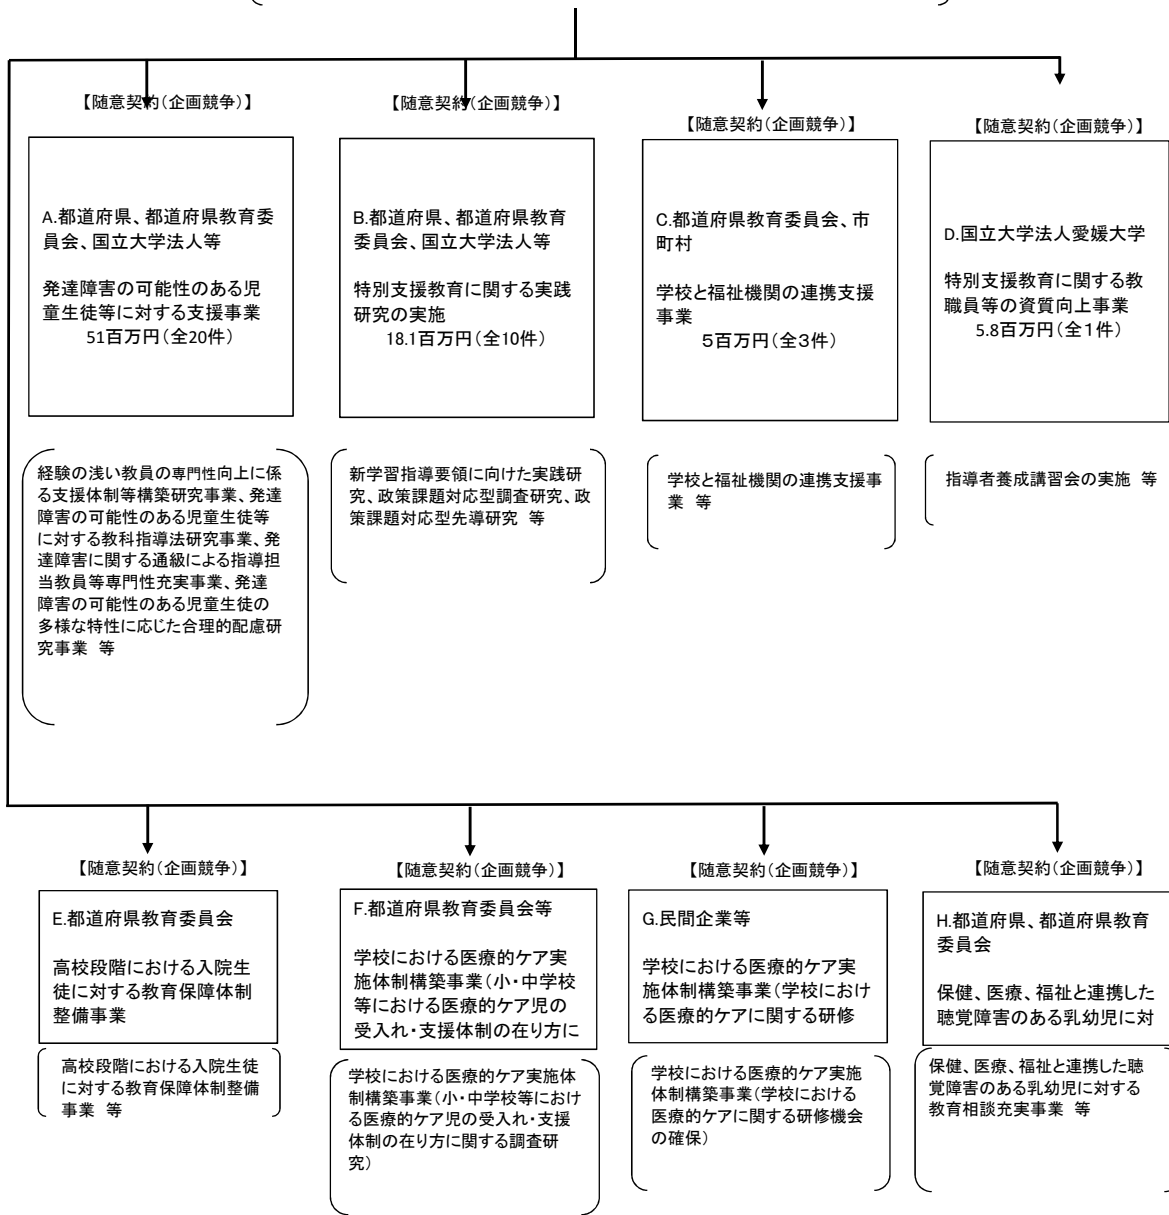 【随意契約(企画競争)】
A.都道府県、都道府県教育委
員会、国立大学法人等
発達障害の可能性のある児
童生徒等に対する支援事業
51百万円(全20件)
経験の浅い教員の専門性向上に係
る支援体制等構築研究事業、発達
障害の可能性のある児童生徒等
に対する教科指導法研究事業、発
達障害に関する通級による指導担
当教員等専門性充実事業、発達
障害の可能性のある児童生徒の
多様な特性に応じた合理的配慮研
究事業 等
【随意契約(企画競争)】
B.都道府県、都道府県教育
委員会、国立大学法人等
特別支援教育に関する実践
研究の実施
18.1百万円(全10件)
新学習指導要領に向けた実践研
究、政策課題対応型調査研究、政
策課題対応型先導研究 等
【随意契約(企画競争)】
C.都道府県教育委員会、市
町村
学校と福祉機関の連携支援
事業
5百万円(全3件)
学校と福祉機関の連携支援事
業 等
【随意契約(企画競争)】
D.国立大学法人愛媛大学
特別支援教育に関する教
職員等の資質向上事業
5.8百万円(全1件)
指導者養成講習会の実施 等
【随意契約(企画競争)】
E.都道府県教育委員会
高校段階における入院生
徒に対する教育保障体制
整備事業
高校段階における入院生徒
に対する教育保障体制整備
事業 等
【随意契約(企画競争)】
F.都道府県教育委員会等
学校における医療的ケア実
施体制構築事業(小・中学校
等における医療的ケア児の
受入れ・支援体制の在り方に
学校における医療的ケア実施体
制構築事業(小・中学校等におけ
る医療的ケア児の受入れ・支援
体制の在り方に関する調査研
究)
【随意契約(企画競争)】
G.民間企業等
学校における医療的ケア実
施体制構築事業(学校におけ
る医療的ケアに関する研修
学校における医療的ケア実施
体制構築事業(学校における
医療的ケアに関する研修機会
の確保)
【随意契約(企画競争)】
H.都道府県、都道府県教育
委員会
保健、医療、福祉と連携した
聴覚障害のある乳幼児に対
保健、医療、福祉と連携した聴
覚障害のある乳幼児に対する
教育相談充実事業 等